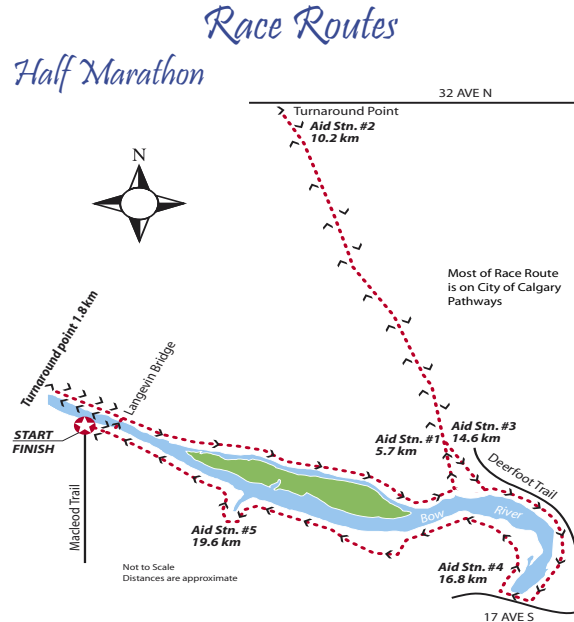 Race Routes
Half Marathon
32 AVE N
Turnaround Point
Aid Stn. #2
10.2 km
N
Most of Race Route
is on City of Calgary
Pathways
Turnaround point 1.8 km
Langevin Bridge
START
FINISH
Aid Stn. #1
5.7 km
Aid Stn. #3
14.6 km
Deerfoot Trail
Macleod Trail
Bow
River
Aid Stn. #5
19.6 km
Not to Scale
Distances are approximate
Aid Stn. #4
16.8 km
17 AVE S